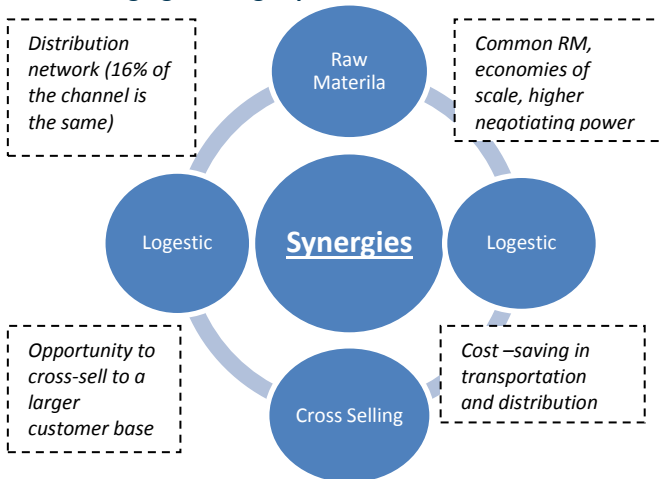 Distribution
network (16% of
the channel is
the same)
Raw
Materila
Common RM,
economies of
scale, higher
negotiating power
Logestic
Synergies
Logestic
Opportunity to
cross-sell to a
larger
customer base
Cross Selling
Cost –saving in
transportation
and distribution